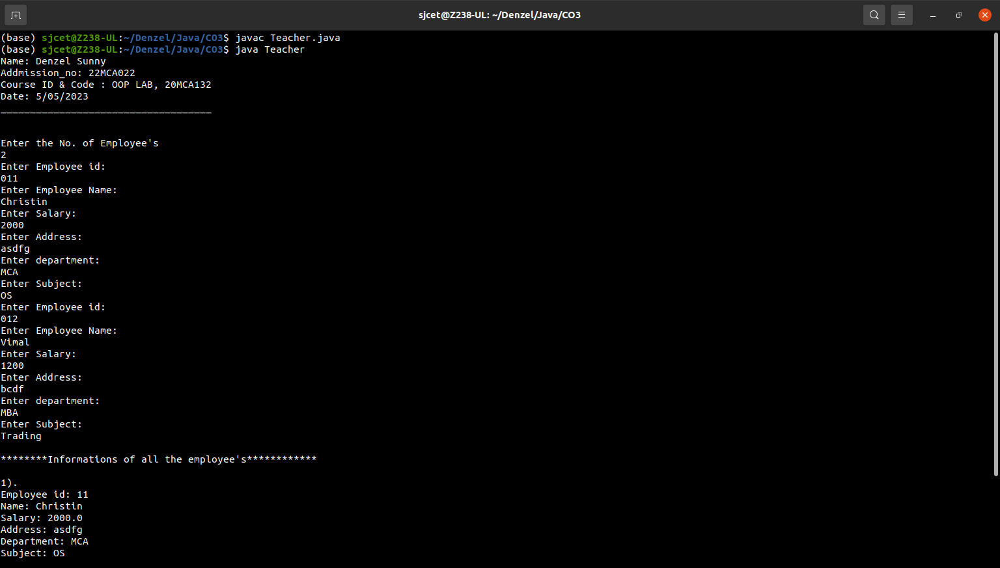 sjcet@Z238-UL: ~/Denzel/Java/CO3
(base) sjcet@Z238-UL:~/Denzel/Java/CO3$ javac Teacher.java
(base) sjcet@Z238-UL:~/Denzel/Java/CO3$ java Teacher
Name: Denzel Sunny
Addmission_no: 22MCA022
Course ID & Code : OOP LAB, 20MCA132
Date: 5/05/2023
____________________________________
Enter the No. of Employee's
2
Enter Employee id:
011
Enter Employee Name:
Christin
Enter Salary:
2000
Enter Address:
asdfg
Enter department:
MCA
Enter Subject:
OS
Enter Employee id:
012
Enter Employee Name:
Vimal
Enter Salary:
1200
Enter Address:
bcdf
Enter department:
MBA
Enter Subject:
Trading
********Informations of all the employee's************
1).
Employee id: 11
Name: Christin
Salary: 2000.0
Address: asdfg
Department: MCA
Subject: OS